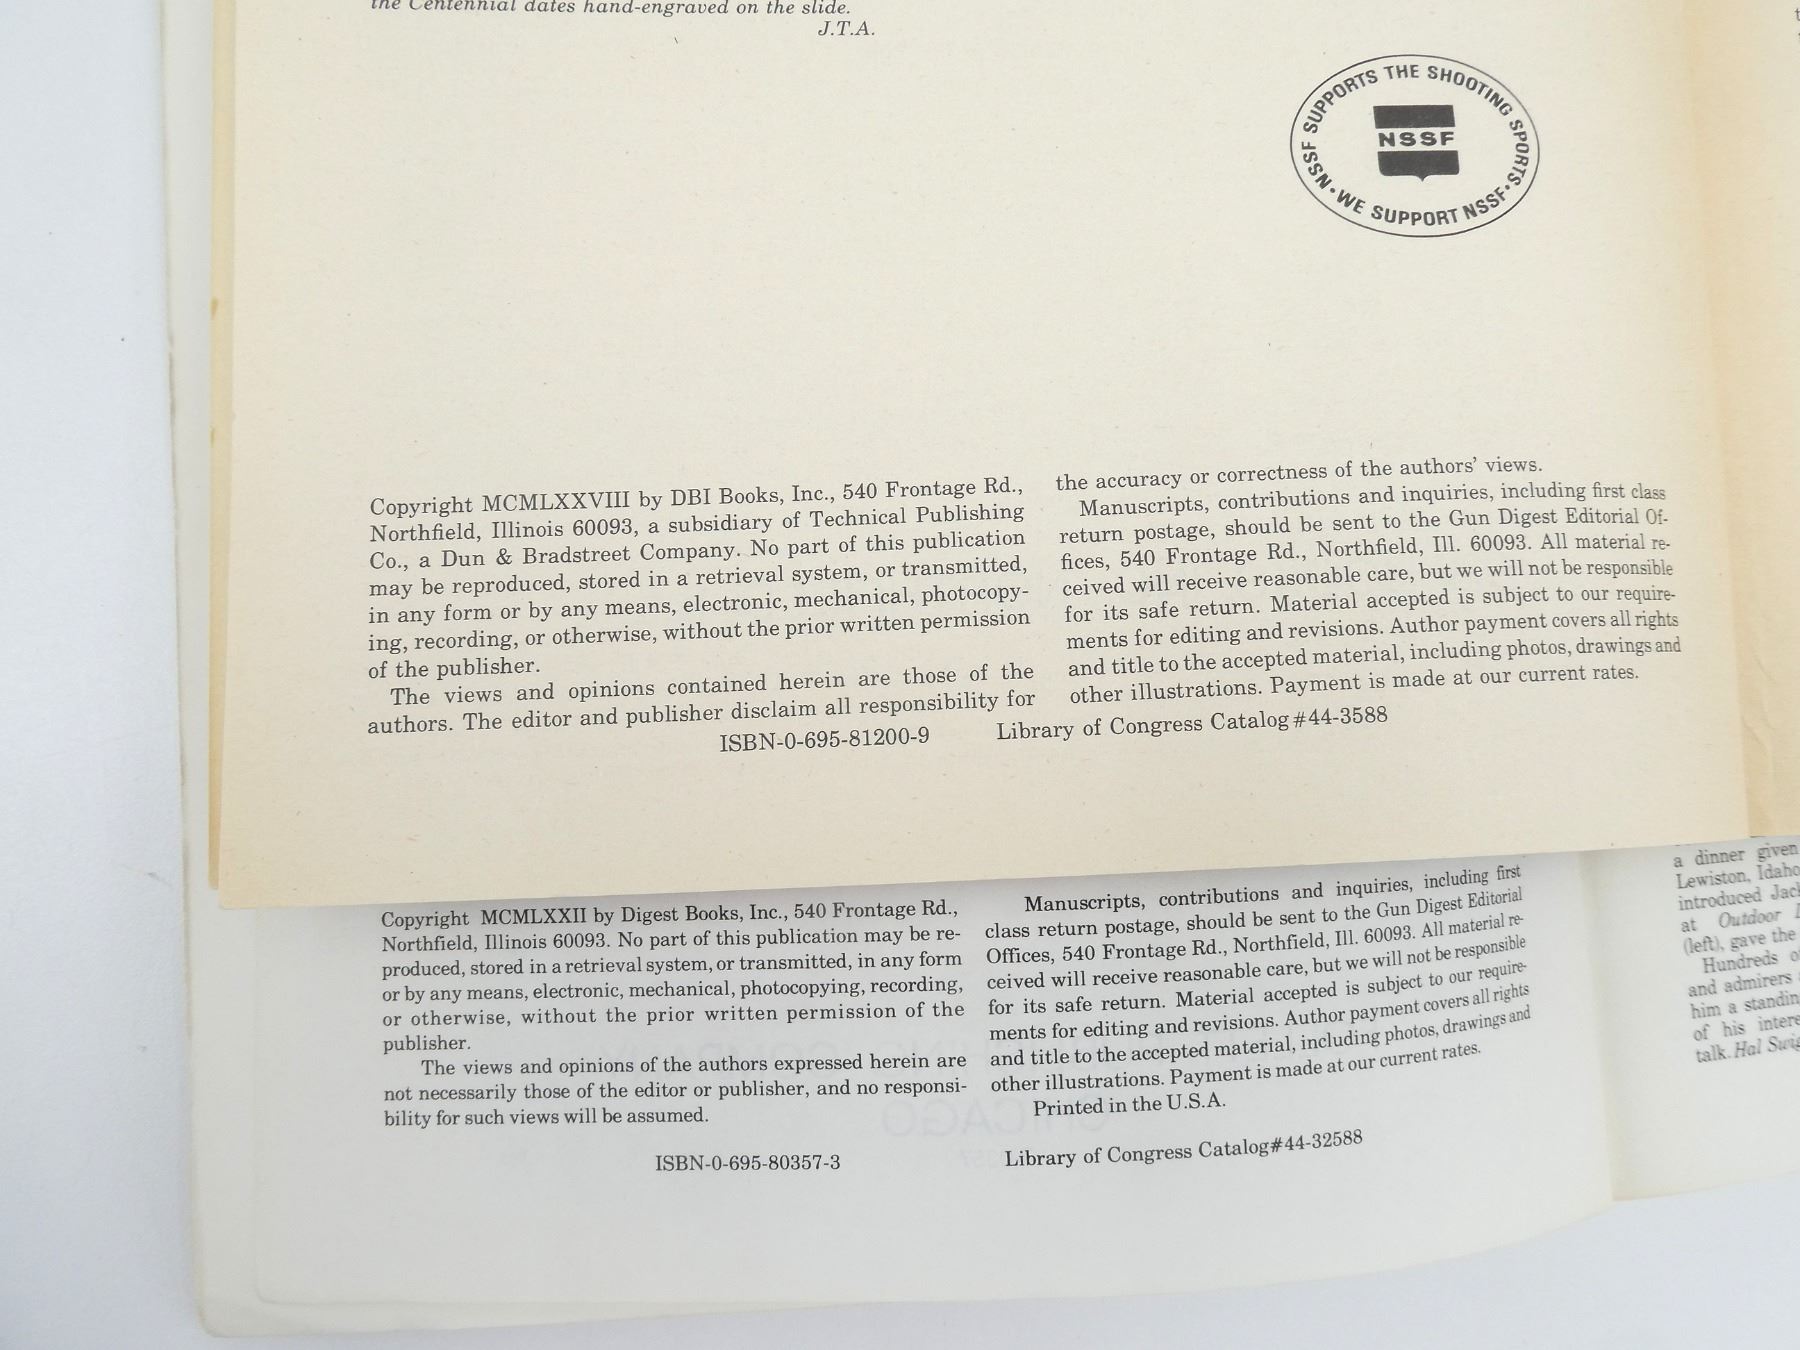 the Centennial dates hand-engraved on the slide.
J.T.A.
NSSF SUPPORTS THE SHOOTING SPORTS
NSSF
• WE SUPPORT NSSF •
Copyright MCMLXXVIII by DBI Books, Inc., 540 Frontage Rd.,
Northfield, Illinois 60093, a subsidiary of Technical Publishing
Co., a Dun & Bradstreet Company. No part of this publication
may be reproduced, stored in a retrieval system, or transmitted,
in any form or by any means, electronic, mechanical, photocopy-
ing, recording, or otherwise, without the prior written permission
of the publisher.
The views and opinions contained herein are those of the
authors. The editor and publisher disclaim all responsibility for
the accuracy or correctness of the authors' views.
Manuscripts, contributions and inquiries, including first class
return postage, should be sent to the Gun Digest Editorial Of-
fices, 540 Frontage Rd., Northfield, Ill. 60093. All material re-
ceived will receive reasonable care, but we will not be responsible
for its safe return. Material accepted is subject to our require-
ments for editing and revisions. Author payment covers all rights
and title to the accepted material, including photos, drawings and
other illustrations. Payment is made at our current rates.
ISBN-0-695-81200-9
Library of Congress Catalog #44-3588
Copyright MCMLXXII by Digest Books, Inc., 540 Frontage Rd.,
Northfield, Illinois 60093. No part of this publication may be re-
produced, stored in a retrieval system, or transmitted, in any form
or by any means, electronic, mechanical, photocopying, recording,
or otherwise, without the prior written permission of the
publisher.
The views and opinions of the authors expressed herein are
not necessarily those of the editor or publisher, and no responsi-
bility for such views will be assumed.
Manuscripts, contributions and inquiries, including first
class return postage, should be sent to the Gun Digest Editorial
Offices, 540 Frontage Rd., Northfield, Ill. 60093. All material re-
ceived will receive reasonable care, but we will not be responsible
for its safe return. Material accepted is subject to our require-
ments for editing and revisions. Author payment covers all rights
and title to the accepted material, including photos, drawings and
other illustrations. Payment is made at our current rates.
Printed in the U.S.A.
ISBN-0-695-80357-3
Library of Congress Catalog #44-32588
a dinner given
Lewiston, Idaho
introduced
at Outdoor
(left), gave the
Hundreds
and admirers
him a
of his
talk. Hal